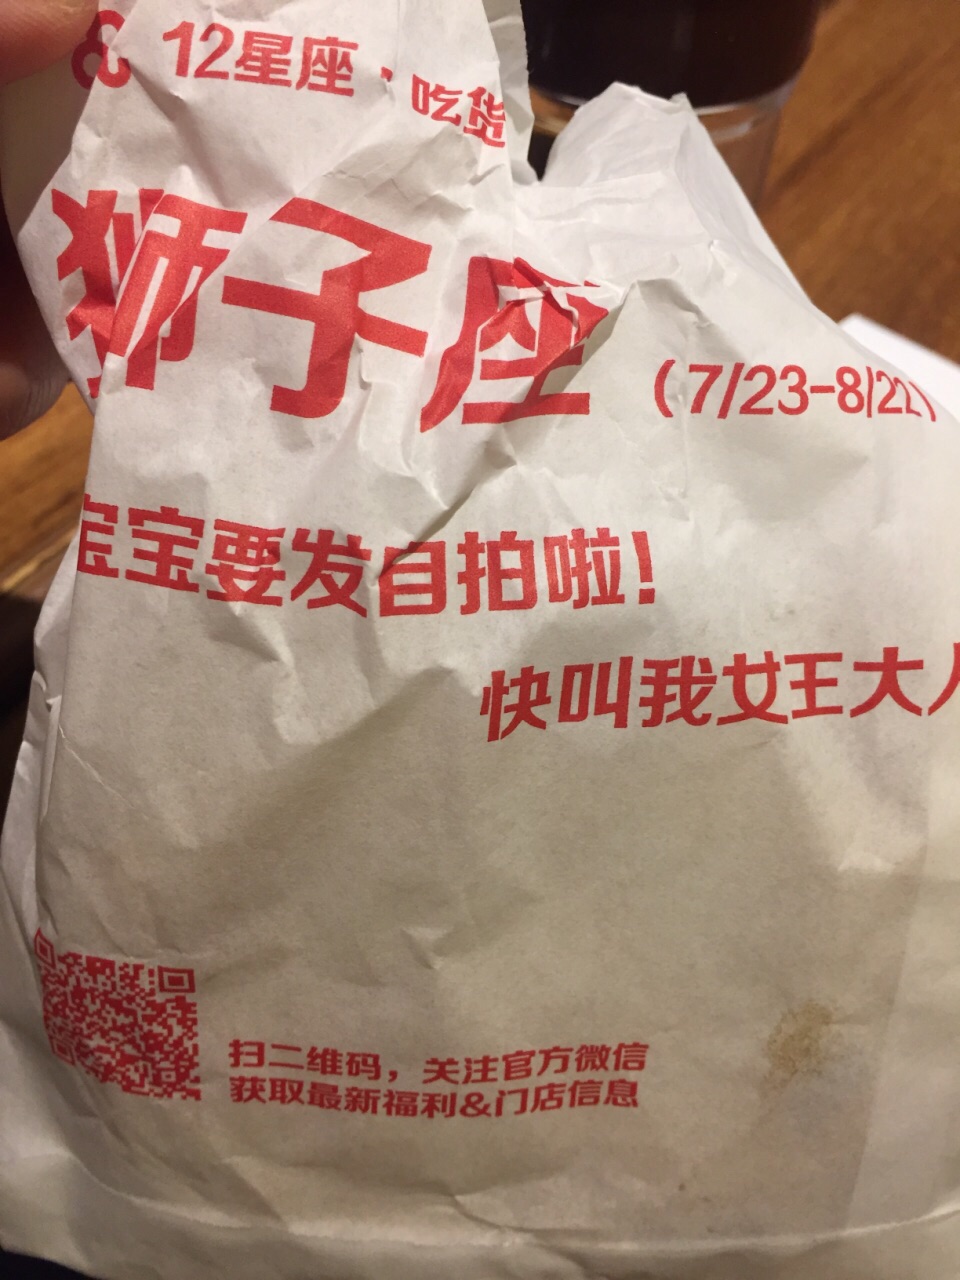 & 12星座·吃货
狮子座 (7/23-8/22)
宝宝要发自拍啦!
快叫我女王大人
扫二维码，关注官方微信
获取最新福利&门店信息